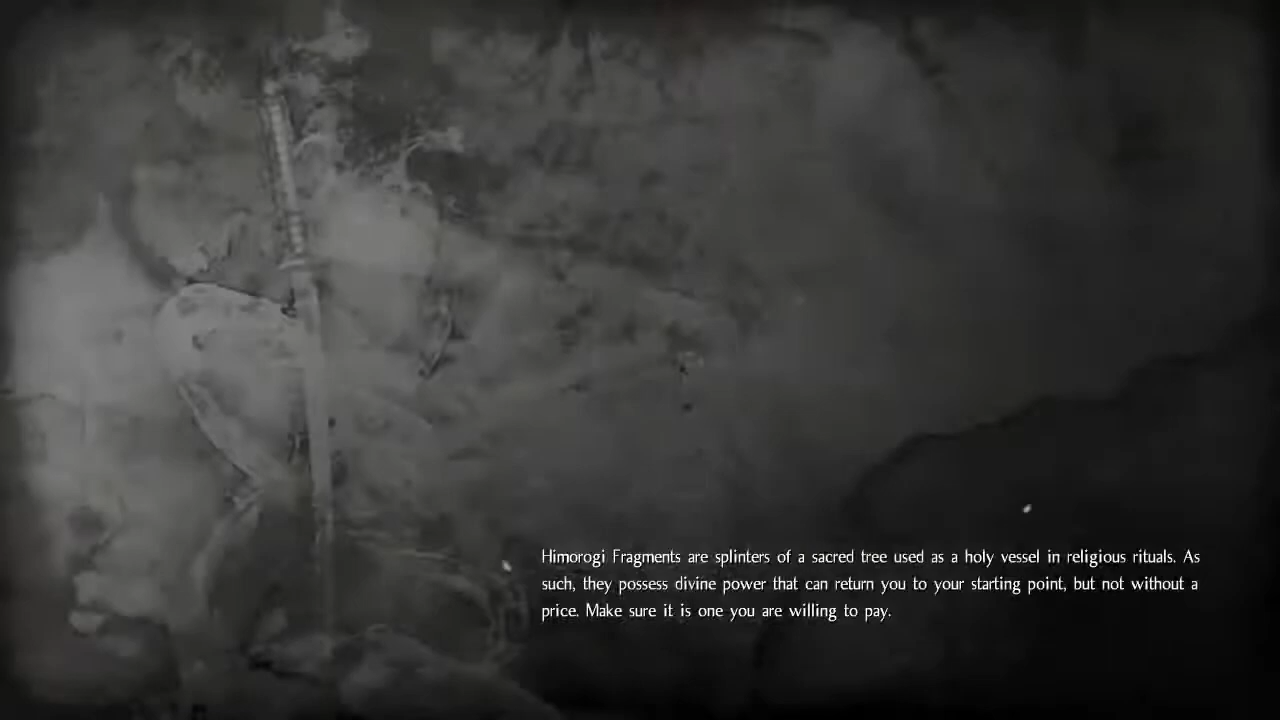 Himorogi Fragments are splinters of a sacred tree used as a holy vessel in religious rituals. As
such, they possess divine power that can return you to your starting point, but not without a
price. Make sure it is one you are willing to pay.